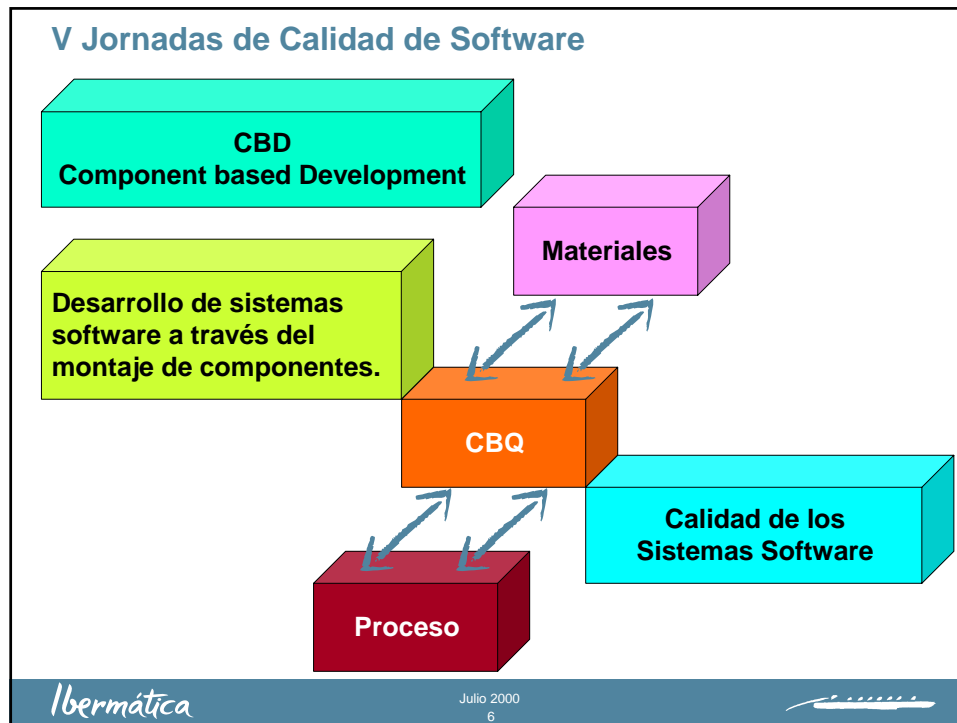 V Jornadas de Calidad de Software
CBD
Component based Development
Materiales
Desarrollo de sistemas
software a través del
montaje de componentes.
CBQ
Calidad de los
Sistemas Software
Proceso
Ibermática
Julio 2000
6